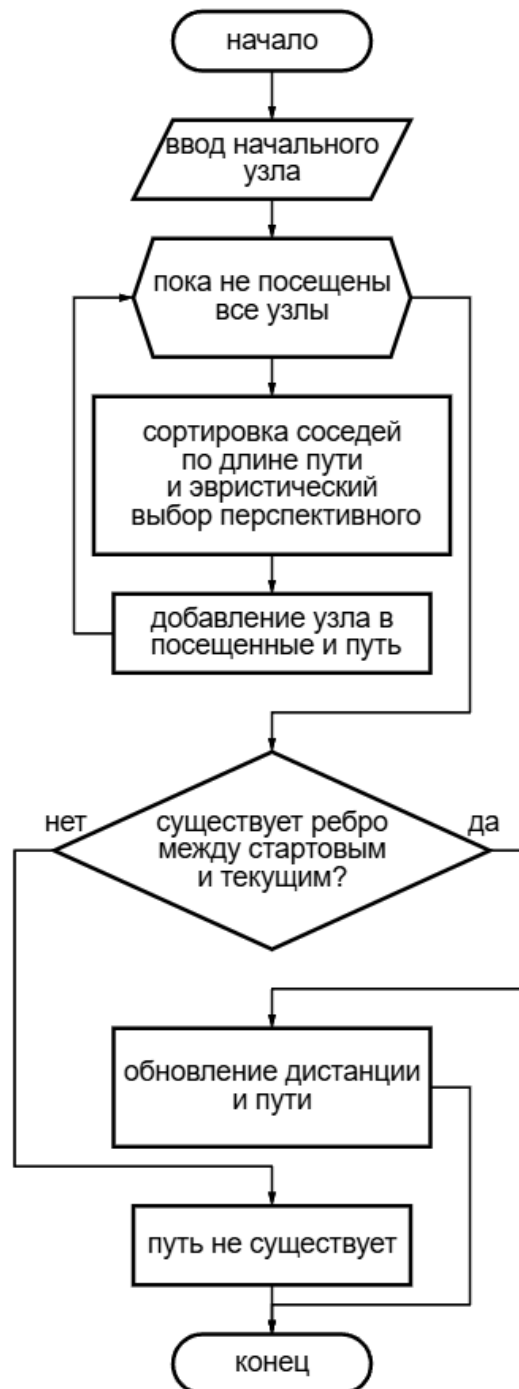 начало
ввод начального
узла
пока не посещены
все узлы
сортировка соседей
по длине пути
и эвристический
выбор перспективного
добавление узла в
посещенные и путь
нет
существует ребро
между стартовым
и текущим?
да
обновление дистанции
и пути
путь не существует
конец